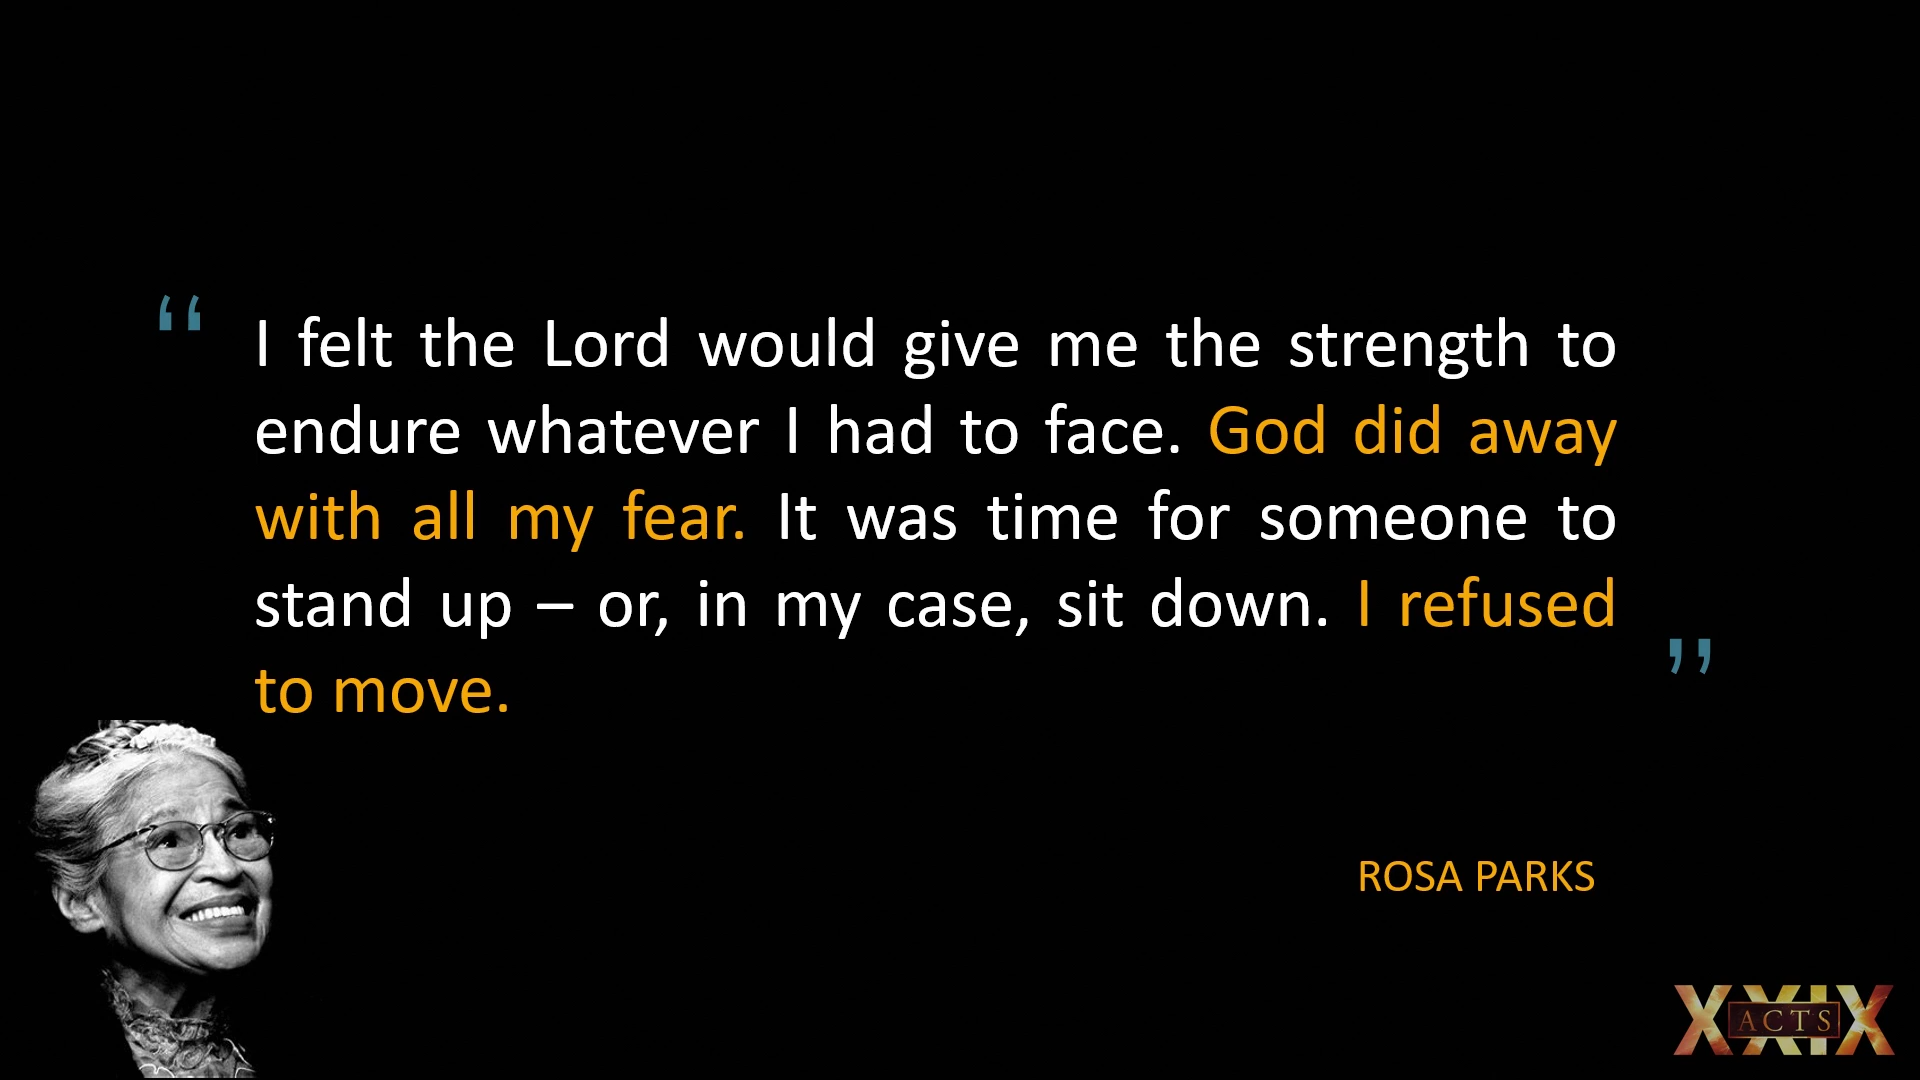 “ I felt the Lord would give me the strength to
endure whatever I had to face. God did away
with all my fear. It was time for someone to
stand up – or, in my case, sit down. I refused ”
to move.
ROSA PARKS
XXIX
ACTS